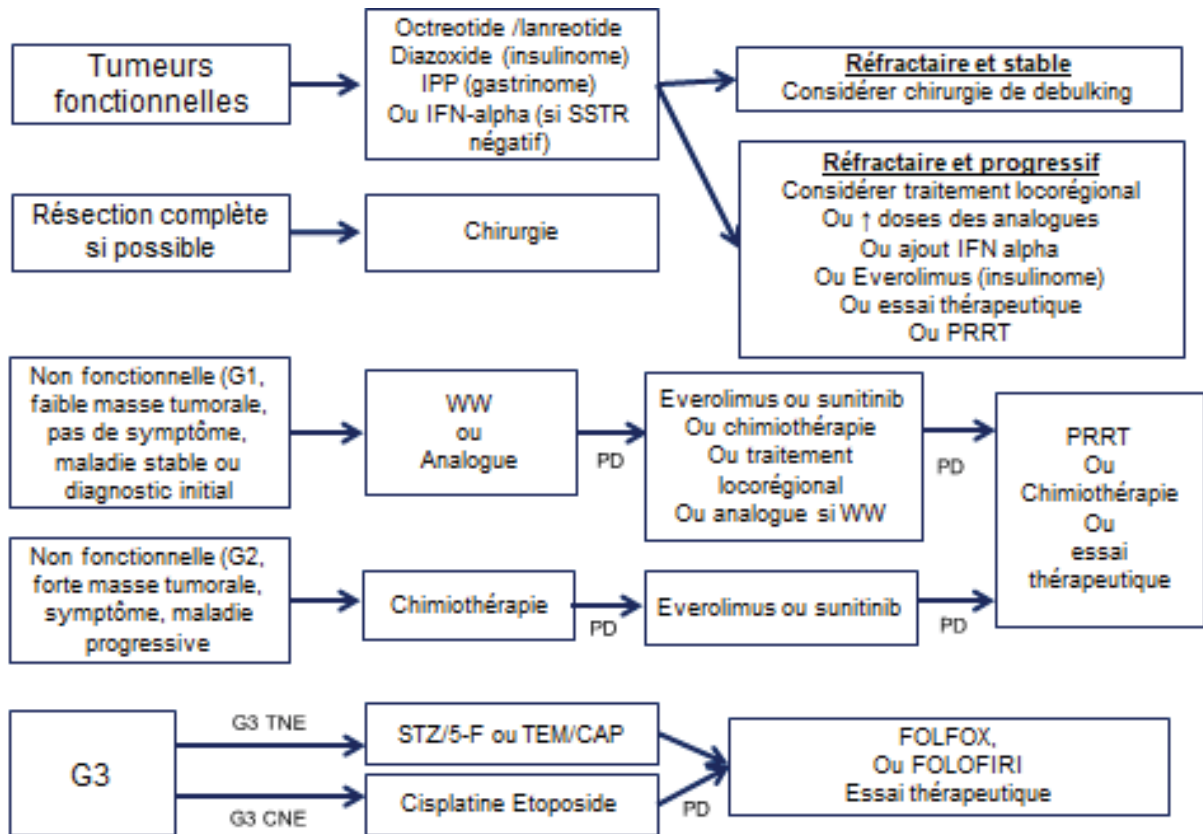 Tumeurs
fonctionnelles
Octreotide /lanreotide
Diazoxide (insulinome)
IPP (gastrinome)
Ou IFN-alpha (si SSTR
négatif)
Réfractaire et stable
Considérer chirurgie de debulking
Réfractaire et progressif
Considérer traitement locorégional
Ou ↑ doses des analogues
Ou ajout IFN alpha
Ou Everolimus (insulinome)
Ou essai thérapeutique
Ou PRRT
Résection complète
si possible
Chirurgie
Non fonctionnelle (G1,
faible masse tumorale,
pas de symptôme,
maladie stable ou
diagnostic initial
WW
ou
Analogue
PD
Everolimus ou sunitinib
Ou chimiothérapie
Ou traitement
locorégional
Ou analogue si WW
PD
PRRT
Ou
Chimiothérapie
Ou
essai
thérapeutique
Non fonctionnelle (G2,
forte masse tumorale,
symptôme, maladie
progressive
Chimiothérapie
PD
Everolimus ou sunitinib
PD
G3
G3 TNE
STZ/5-F ou TEM/CAP
G3 CNE
Cisplatine Etoposide
PD
FOLFOX,
Ou FOLOFIRI
Essai thérapeutique